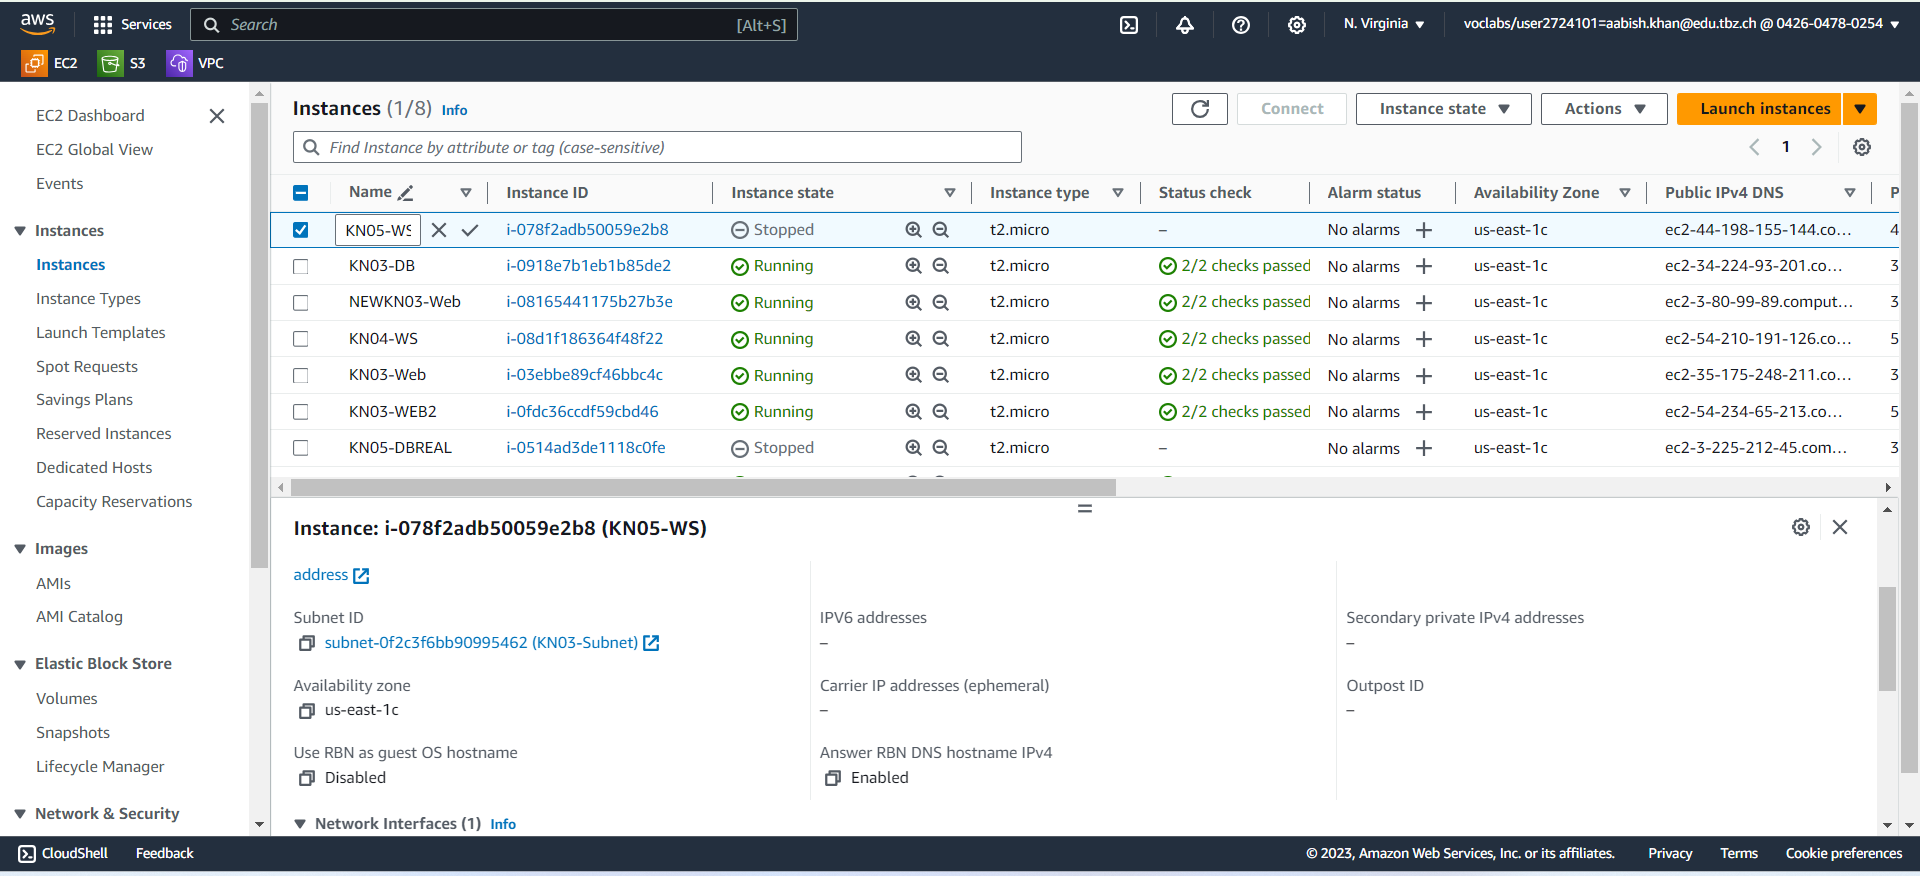 aws Services Search [Alt+S] N. Virginia voclabs/user2724101=aabish.khan@edu.tbz.ch @ 0426-0478-0254
EC2 S3 VPC
EC2 Dashboard
EC2 Global View
Events
Instances
Instances
Instance Types
Launch Templates
Spot Requests
Savings Plans
Reserved Instances
Dedicated Hosts
Capacity Reservations
Images
AMIs
AMI Catalog
Elastic Block Store
Volumes
Snapshots
Lifecycle Manager
Network & Security
Instances (1/8) Info Connect Instance state Actions Launch instances
Find Instance by attribute or tag (case-sensitive) 1
Name Instance ID Instance state Instance type Status check Alarm status Availability Zone Public IPv4 DNS P
KN05-WS i-078f2adb50059e2b8 Stopped t2.micro – No alarms us-east-1c ec2-44-198-155-144.co... 4
KN03-DB i-0918e7b1eb1b85de2 Running t2.micro 2/2 checks passed No alarms us-east-1c ec2-34-224-93-201.co... 3
NEWKN03-Web i-08165441175b27b3e Running t2.micro 2/2 checks passed No alarms us-east-1c ec2-3-80-99-89.comput... 3
KN04-WS i-08d1f186364f48f22 Running t2.micro 2/2 checks passed No alarms us-east-1c ec2-54-210-191-126.co... 5
KN03-Web i-03ebbe89cf46bbc4c Running t2.micro 2/2 checks passed No alarms us-east-1c ec2-35-175-248-211.co... 3
KN03-WEB2 i-0fdc36ccdf59cbd46 Running t2.micro 2/2 checks passed No alarms us-east-1c ec2-54-234-65-213.co... 5
KN05-DBREAL i-0514ad3de1118c0fe Stopped t2.micro – No alarms us-east-1c ec2-3-225-212-45.com... 3
Instance: i-078f2adb50059e2b8 (KN05-WS)
address
Subnet ID IPV6 addresses Secondary private IPv4 addresses
subnet-0f2c3f6bb90995462 (KN03-Subnet) – –
Availability zone Carrier IP addresses (ephemeral) Outpost ID
us-east-1c – –
Use RBN as guest OS hostname Answer RBN DNS hostname IPv4
Disabled Enabled
Network Interfaces (1) Info
CloudShell Feedback © 2023, Amazon Web Services, Inc. or its affiliates. Privacy Terms Cookie preferences